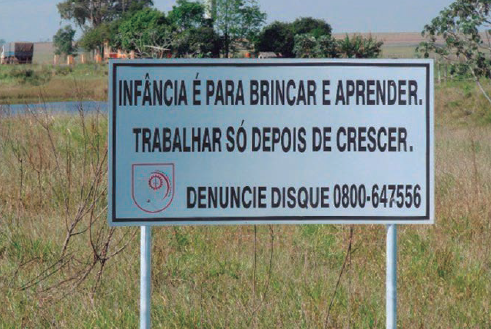 INFÂNCIA É PARA BRINCAR E APRENDER.
TRABALHAR SÓ DEPOIS DE CRESCER.
DENUNCIE DISQUE 0800-647556